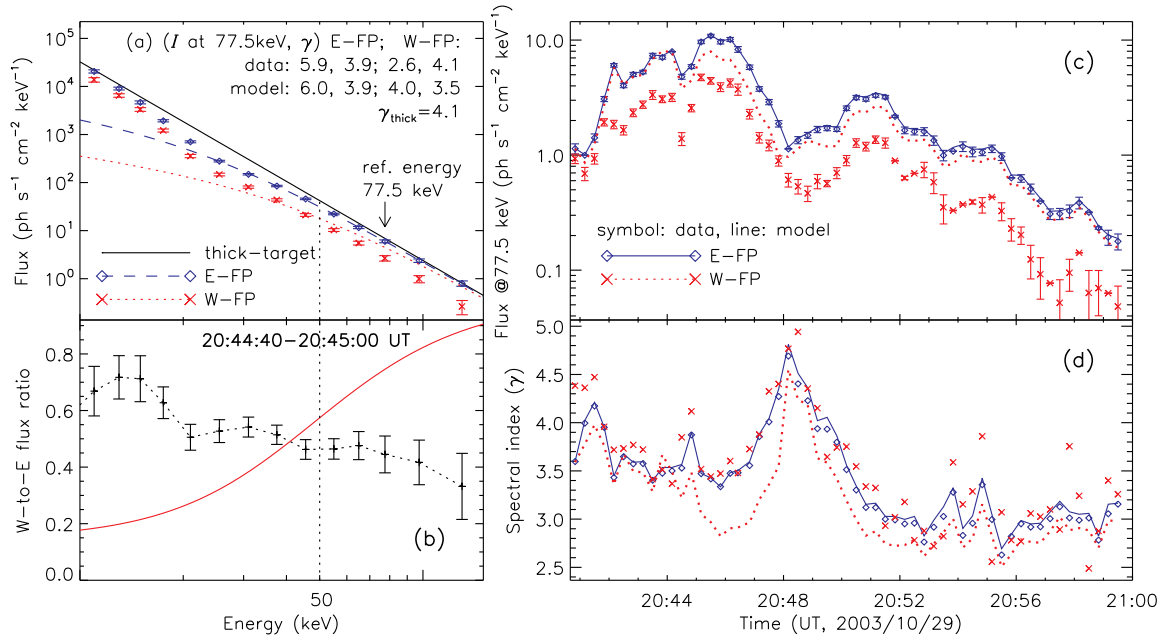 (a) (I at 77.5keV, γ) E-FP; W-FP:
data: 5.9, 3.9; 2.6, 4.1
model: 6.0, 3.9; 4.0, 3.5
γthick=4.1
ref. energy
77.5 keV
thick-target
E-FP
W-FP
Flux (ph s⁻¹ cm⁻² keV⁻¹)
10⁵
10⁴
10³
10²
10¹
10⁰
20:44:40-20:45:00 UT
(b)
W-to-E flux ratio
0.8
0.6
0.4
0.2
0.0
50
Energy (keV)
(c)
Flux @77.5 keV (ph s⁻¹ cm⁻² keV⁻¹)
10.0
1.0
0.1
symbol: data, line: model
E-FP
W-FP
(d)
Spectral index (γ)
5.0
4.5
4.0
3.5
3.0
2.5
20:44 20:48 20:52 20:56 21:00
Time (UT, 2003/10/29)